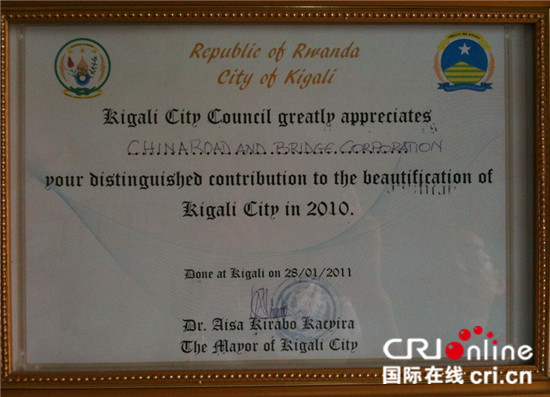 Republic of Rwanda
City of Kigali
Kigali City Council greatly appreciates
CHINA ROAD AND BRIDGE CORPORATION
your distinguished contribution to the beautification of
Kigali City in 2010.
Done at Kigali on 28/01/2011
Dr. Aisa Kirabo Kacyira
The Mayor of Kigali City
CRIonline
国际在线 cri.cn